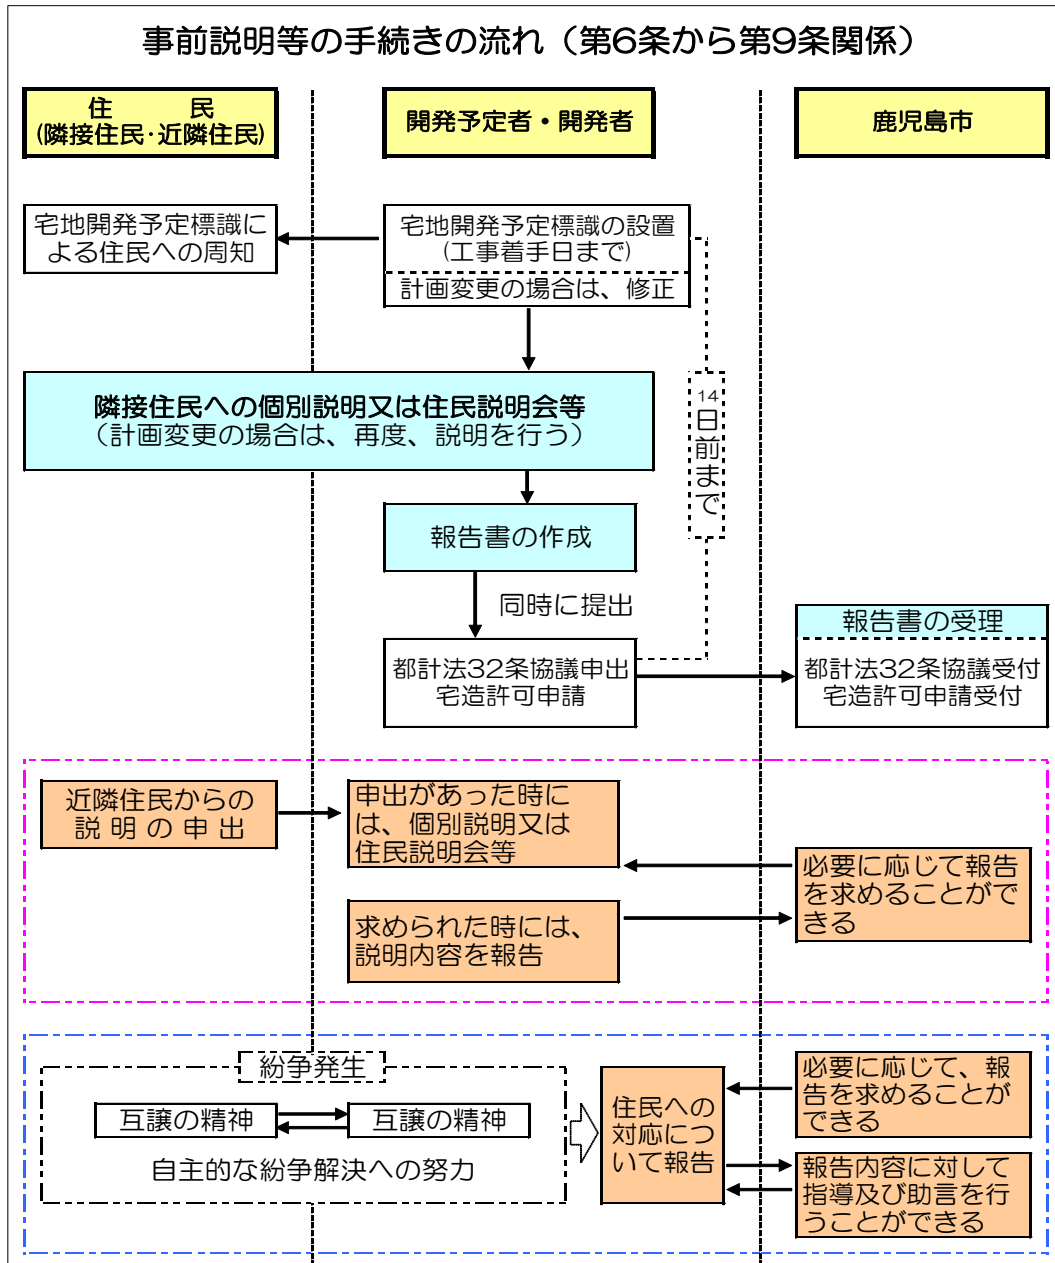 事前説明等の手続きの流れ（第6条から第9条関係）
住　　　民
(隣接住民・近隣住民)
開発予定者・開発者
鹿児島市
宅地開発予定標識に
よる住民への周知
宅地開発予定標識の設置
(工事着手日まで)
計画変更の場合は、修正
隣接住民への個別説明又は住民説明会等
（計画変更の場合は、再度、説明を行う）
14日前まで
報告書の作成
同時に提出
都計法32条協議申出
宅造許可申請
報告書の受理
都計法32条協議受付
宅造許可申請受付
近隣住民からの
説 明 の 申 出
申出があった時に
は、個別説明又は
住民説明会等
必要に応じて報告
を求めることがで
きる
求められた時には、
説明内容を報告
紛争発生
互譲の精神
互譲の精神
自主的な紛争解決への努力
住民への
対応につ
いて報告
必要に応じて、報
告を求めることが
できる
報告内容に対して
指導及び助言を行
うことができる